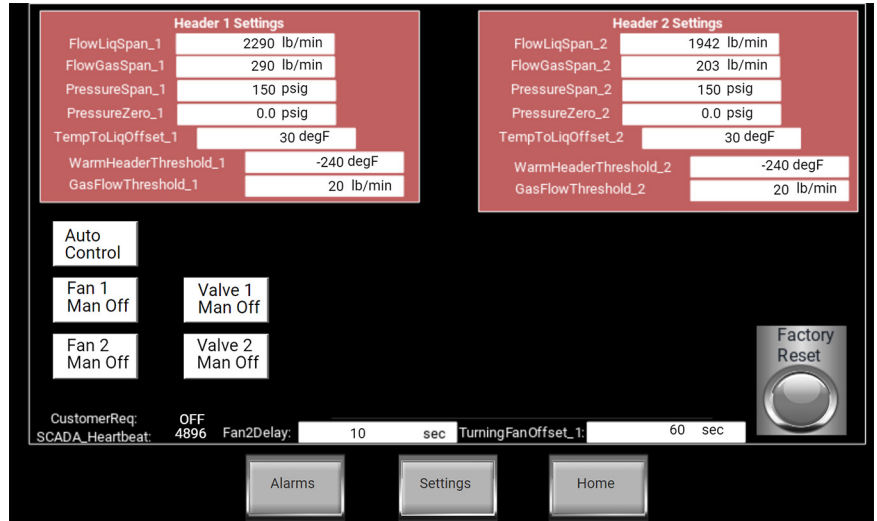 Header 1 Settings
FlowLiqSpan_1 2290 lb/min
FlowGasSpan_1 290 lb/min
PressureSpan_1 150 psig
PressureZero_1 0.0 psig
TempToLiqOffset_1 30 degF
WarmHeaderThreshold_1 -240 degF
GasFlowThreshold_1 20 lb/min
Header 2 Settings
FlowLiqSpan_2 1942 lb/min
FlowGasSpan_2 203 lb/min
PressureSpan_2 150 psig
PressureZero_2 0.0 psig
TempToLiqOffset_2 30 degF
WarmHeaderThreshold_2 -240 degF
GasFlowThreshold_2 20 lb/min
Auto
Control
Fan 1
Man Off
Valve 1
Man Off
Fan 2
Man Off
Valve 2
Man Off
Factory
Reset
CustomerReq: OFF
SCADA_Heartbeat: 4896
Fan2Delay: 10 sec
TurningFanOffset_1: 60 sec
Alarms
Settings
Home